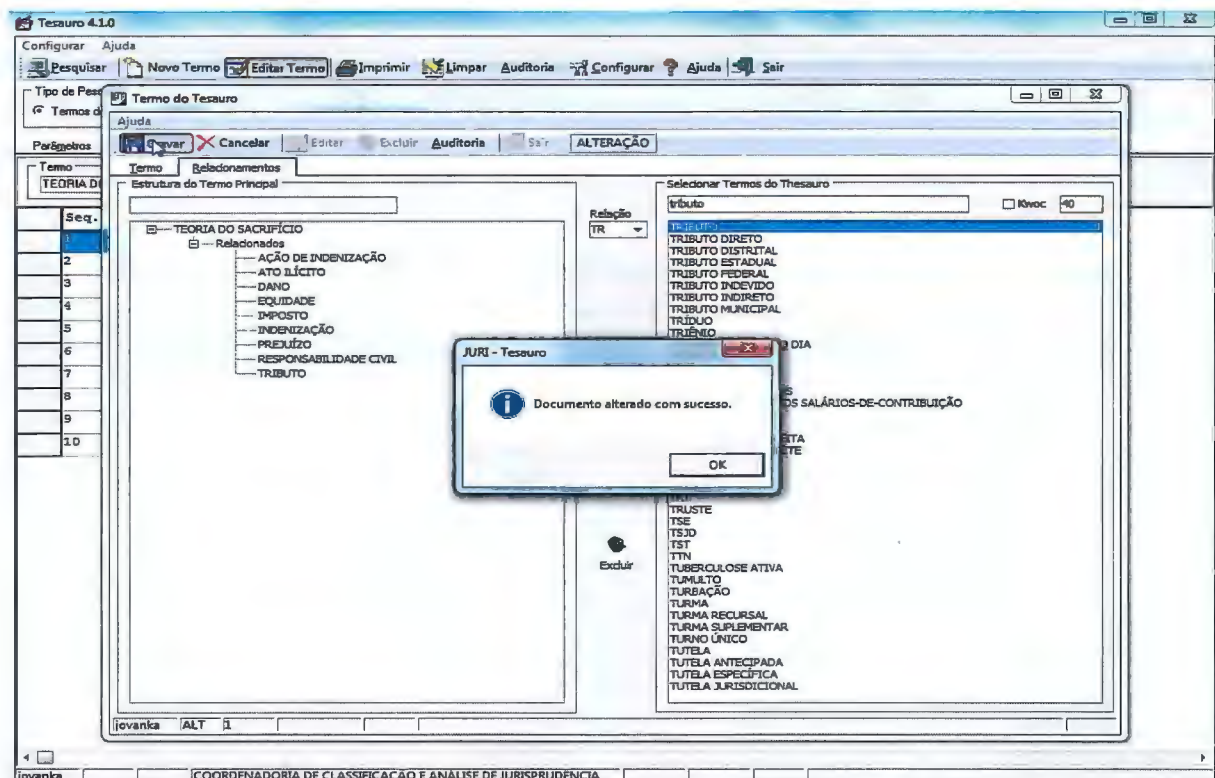 Tesauro 4.1.0
Configurar Ajuda
Pesquisar Novo Termo Editar Termo Imprimir Limpar Auditoria Configurar Ajuda Sair
Tipo de Pes
Termos d
Parâmetros
Termo
TEORIA D
Seq.
1
2
3
4
5
6
7
8
9
10
Termo do Tesauro
Ajuda
Gravar Cancelar Editar Excluir Auditoria Sair ALTERAÇÃO
Termo Relacionamentos
Estrutura do Termo Principal
TEORIA DO SACRIFÍCIO
Relacionados
AÇÃO DE INDENIZAÇÃO
ATO ILÍCITO
DANO
EQUIDADE
IMPOSTO
INDENIZAÇÃO
PREJUÍZO
RESPONSABILIDADE CIVIL
TRIBUTO
Relação
TR
Excluir
Selecionar Termos do Thesauro
tributo Kwoc 40
TRIBUTO
TRIBUTO DIRETO
TRIBUTO DISTRITAL
TRIBUTO ESTADUAL
TRIBUTO FEDERAL
TRIBUTO INDEVIDO
TRIBUTO INDIRETO
TRIBUTO MUNICIPAL
TRÍDUO
TRIÊNIO
DIA
OS SALÁRIOS-DE-CONTRIBUIÇÃO
EITA
ETE
TRUSTE
TSE
TSJD
TST
TTN
TUBERCULOSE ATIVA
TUMULTO
TURBAÇÃO
TURMA
TURMA RECURSAL
TURMA SUPLEMENTAR
TURNO ÚNICO
TUTELA
TUTELA ANTECIPADA
TUTELA ESPECÍFICA
TUTELA JURISDICIONAL
JURI - Tesauro
Documento alterado com sucesso.
OK
jovanka ALT 1
jovanka COORDENADORIA DE CLASSIFICAÇÃO E ANÁLISE DE JURISPRUDÊNCIA